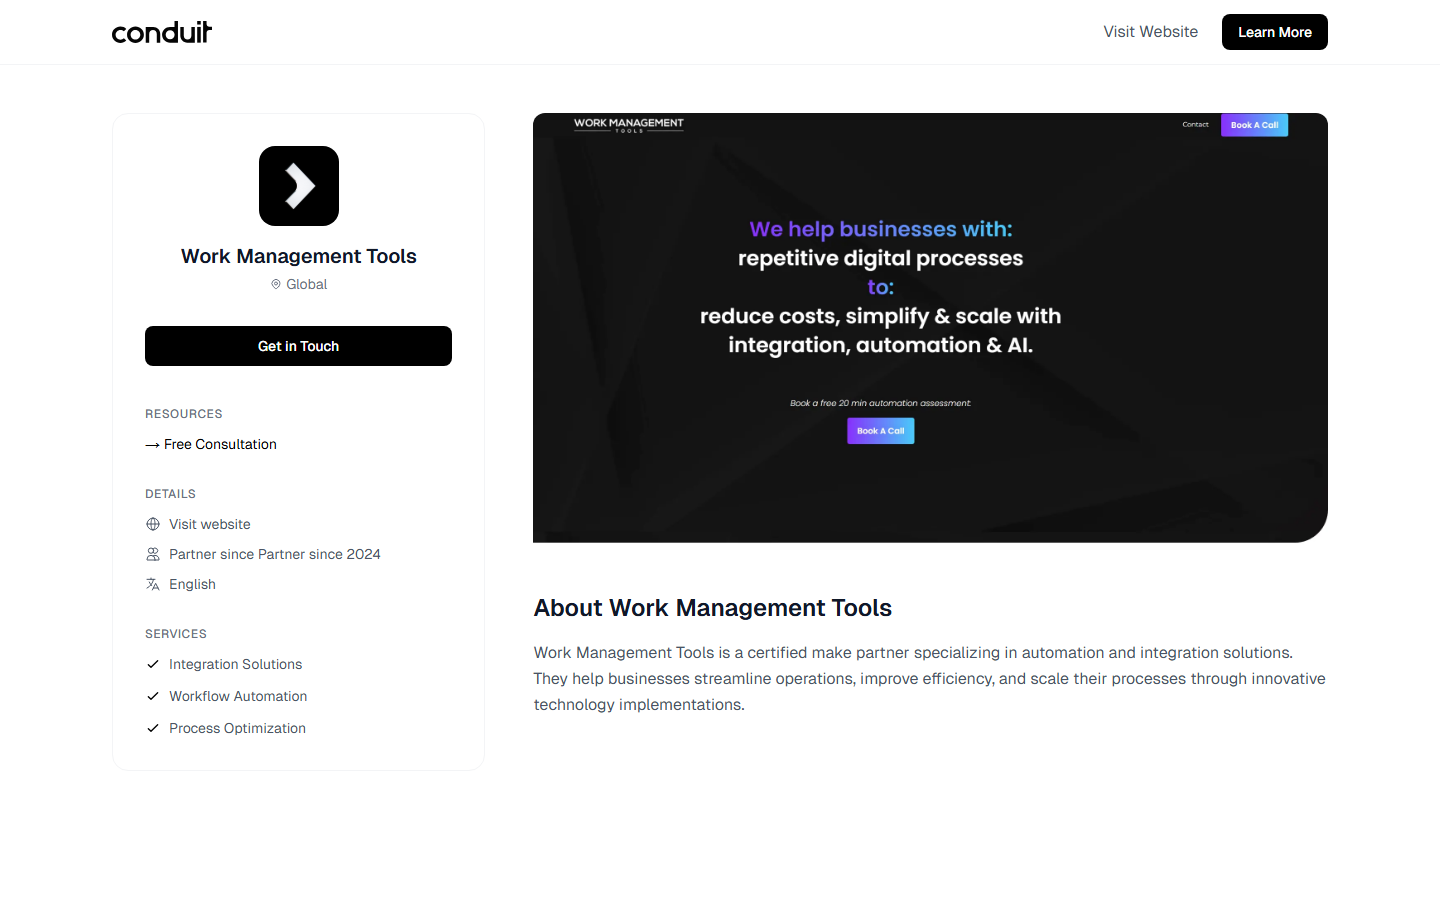 conduit
Visit Website
Learn More
Work Management Tools
Global
Get in Touch
RESOURCES
→ Free Consultation
DETAILS
Visit website
Partner since Partner since 2024
English
SERVICES
Integration Solutions
Workflow Automation
Process Optimization
WORK MANAGEMENT
TOOLS
Contact
Book A Call
We help businesses with:
repetitive digital processes
to:
reduce costs, simplify & scale with
integration, automation & AI.
Book a free 20 min automation assessment.
Book A Call
About Work Management Tools
Work Management Tools is a certified make partner specializing in automation and integration solutions.
They help businesses streamline operations, improve efficiency, and scale their processes through innovative
technology implementations.